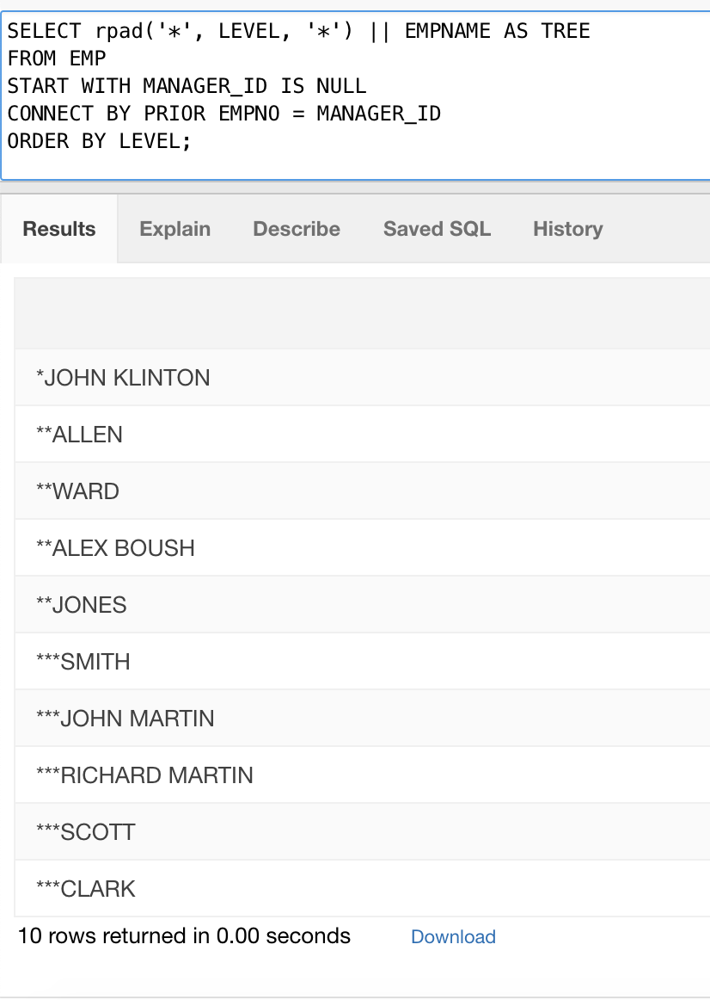 SELECT rpad('*', LEVEL, '*') || EMPNAME AS TREE
FROM EMP
START WITH MANAGER_ID IS NULL
CONNECT BY PRIOR EMPNO = MANAGER_ID
ORDER BY LEVEL;
Results Explain Describe Saved SQL History
*JOHN KLINTON
**ALLEN
**WARD
**ALEX BOUSH
**JONES
***SMITH
***JOHN MARTIN
***RICHARD MARTIN
***SCOTT
***CLARK
10 rows returned in 0.00 seconds Download